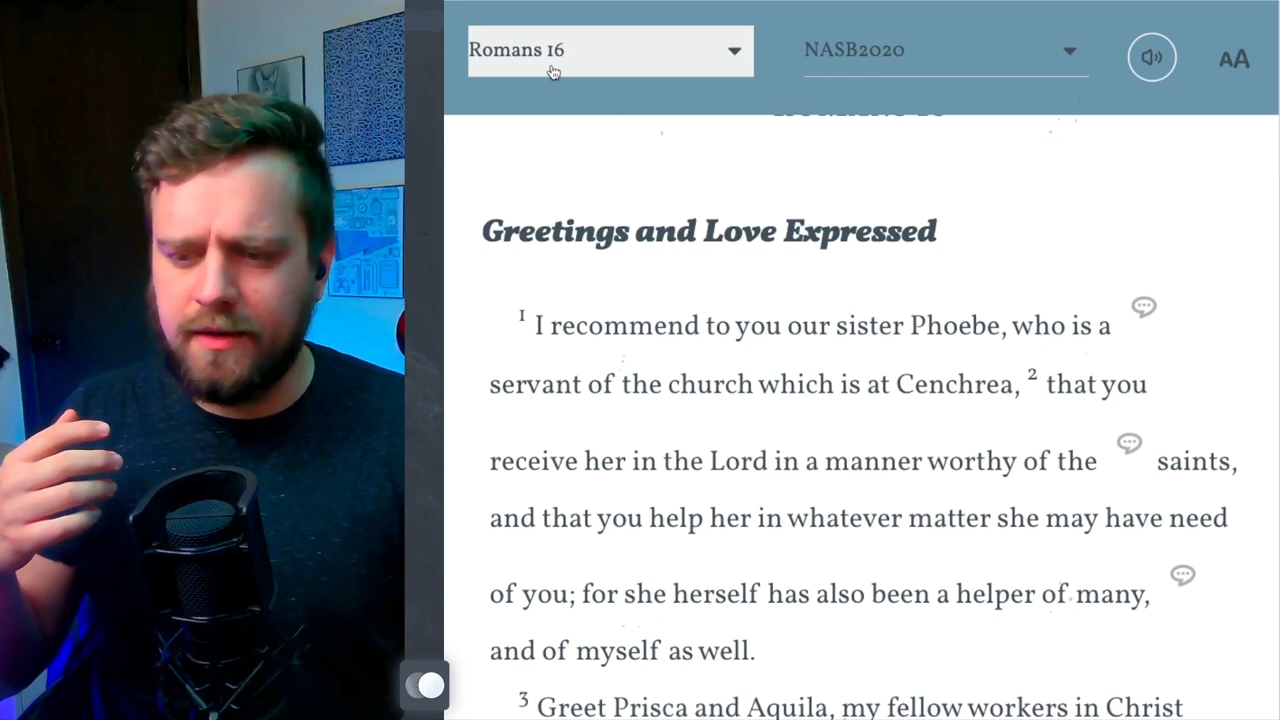 Romans 16
NASB2020
AA
Greetings and Love Expressed
1 I recommend to you our sister Phoebe, who is a
servant of the church which is at Cenchrea, 2 that you
receive her in the Lord in a manner worthy of the saints,
and that you help her in whatever matter she may have need
of you; for she herself has also been a helper of many,
and of myself as well.
3 Greet Prisca and Aquila, my fellow workers in Christ